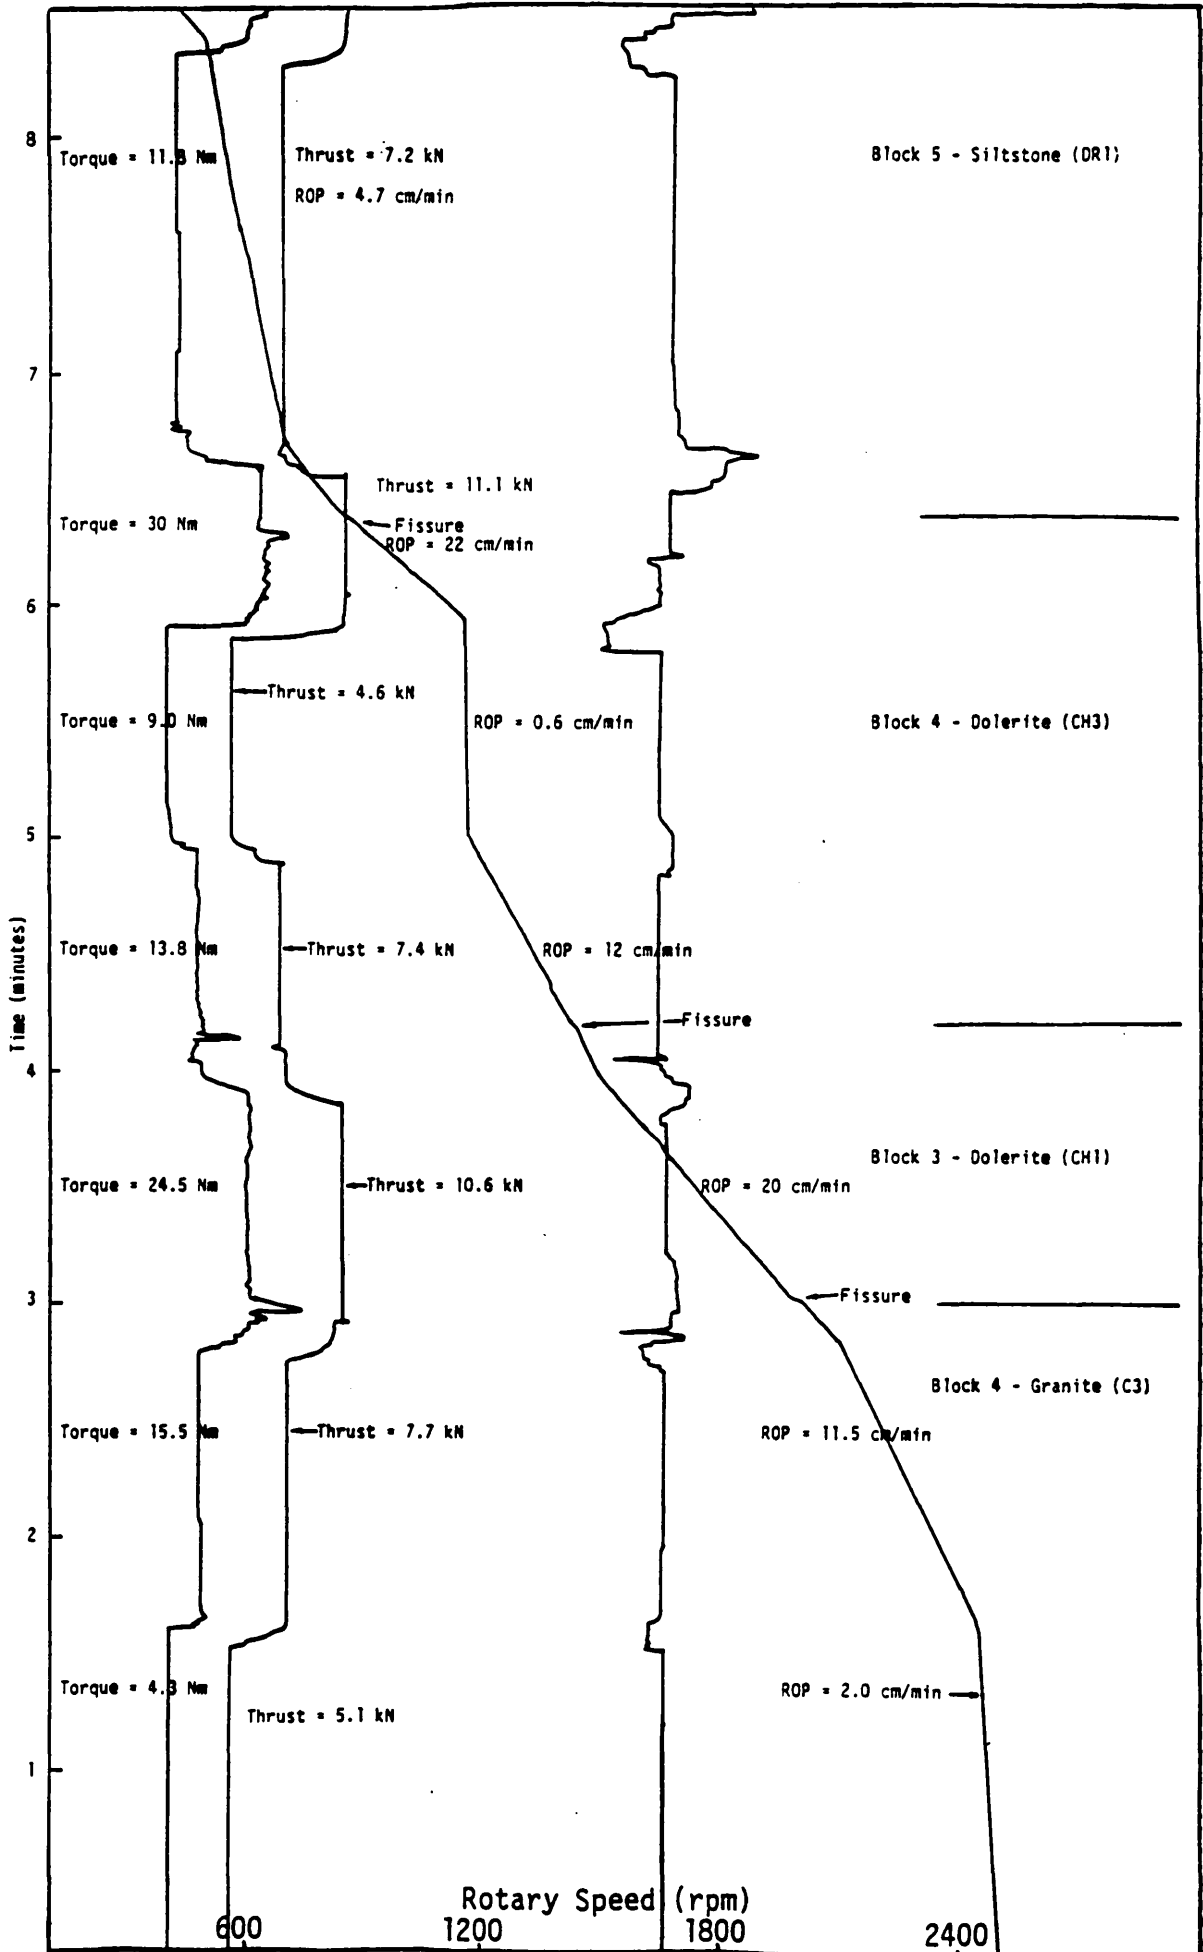 8
Torque = 11.8 Nm
Thrust = 7.2 kN
Block 5 - Siltstone (DR1)
ROP = 4.7 cm/min
7
Thrust = 11.1 kN
Torque = 30 Nm
Fissure
ROP = 22 cm/min
6
Thrust = 4.6 kN
Torque = 9.0 Nm
ROP = 0.6 cm/min
Block 4 - Dolerite (CH3)
5
Time (minutes)
Torque = 13.8 Nm
Thrust = 7.4 kN
ROP = 12 cm/min
Fissure
4
Block 3 - Dolerite (CH1)
Torque = 24.5 Nm
Thrust = 10.6 kN
ROP = 20 cm/min
3
Fissure
Block 4 - Granite (C3)
Torque = 15.5 Nm
Thrust = 7.7 kN
ROP = 11.5 cm/min
2
Torque = 4.3 Nm
ROP = 2.0 cm/min
Thrust = 5.1 kN
1
Rotary Speed (rpm)
600 1200 1800 2400